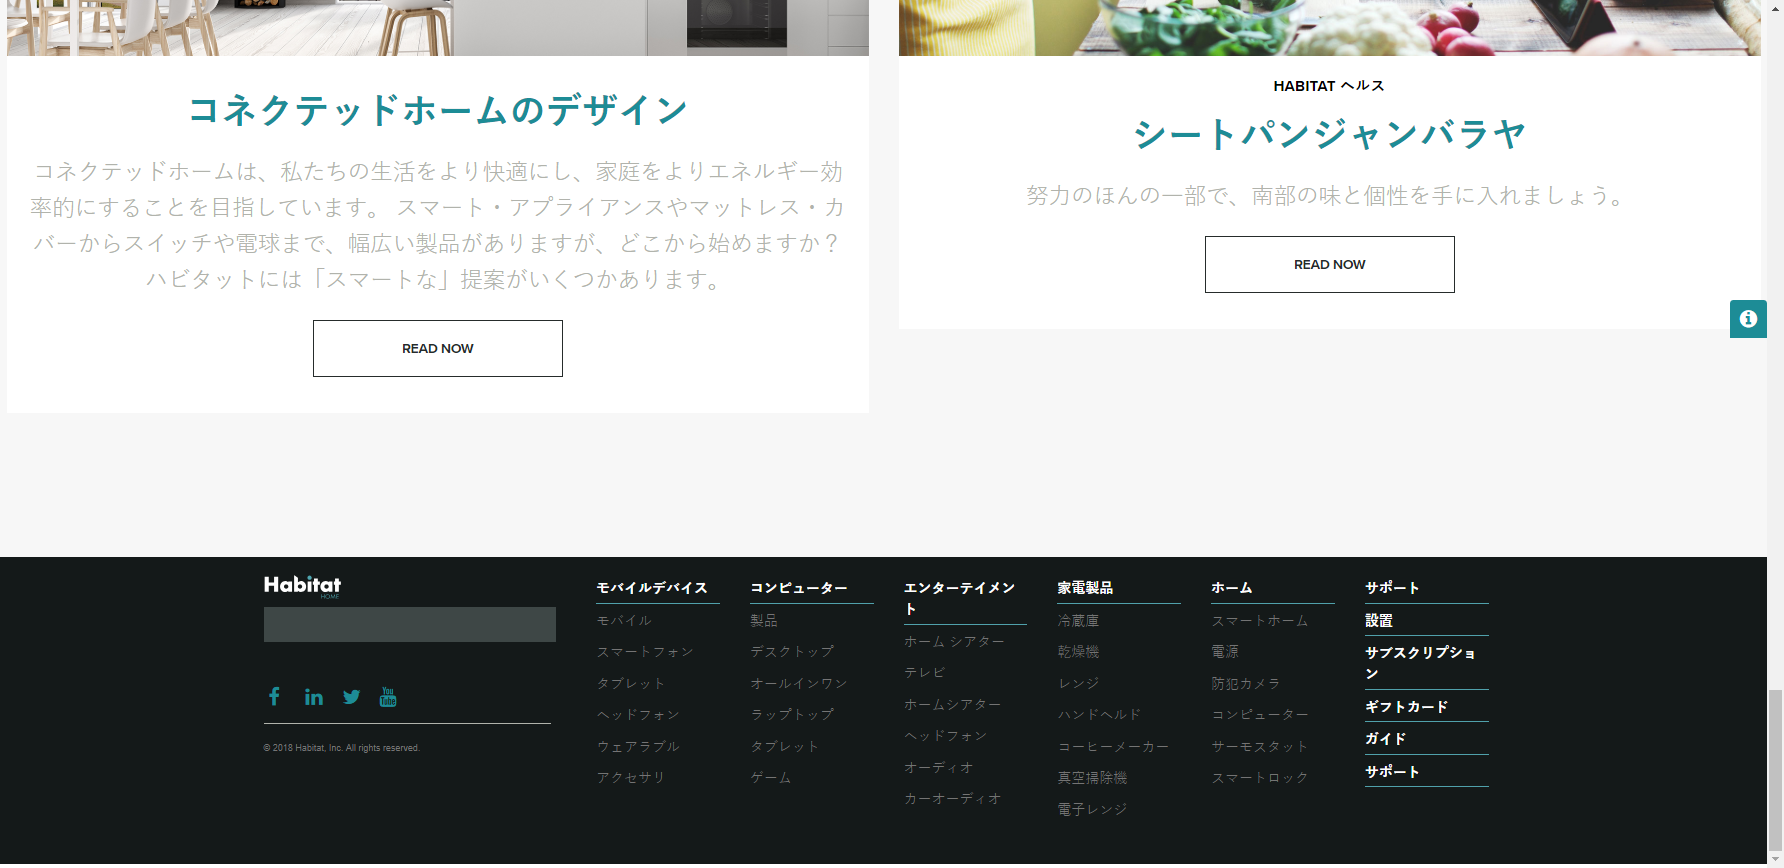 コネクテッドホームのデザイン
コネクテッドホームは、私たちの生活をより快適にし、家庭をよりエネルギー効
率的にすることを目指しています。 スマート・アプライアンスやマットレス・カ
バーからスイッチや電球まで、幅広い製品がありますが、どこから始めますか？
ハビタットには「スマートな」提案がいくつかあります。
READ NOW
HABITAT ヘルス
シートパンジャンバラヤ
努力のほんの一部で、南部の味と個性を手に入れましょう。
READ NOW
Habitat
HOME
You
Tube
© 2018 Habitat, Inc. All rights reserved.
モバイルデバイス
モバイル
スマートフォン
タブレット
ヘッドフォン
ウェアラブル
アクセサリ
コンピューター
製品
デスクトップ
オールインワン
ラップトップ
タブレット
ゲーム
エンターテイメン
ト
ホーム シアター
テレビ
ホームシアター
ヘッドフォン
オーディオ
カーオーディオ
家電製品
冷蔵庫
乾燥機
レンジ
ハンドヘルド
コーヒーメーカー
真空掃除機
電子レンジ
ホーム
スマートホーム
電源
防犯カメラ
コンピューター
サーモスタット
スマートロック
サポート
設置
サブスクリプショ
ン
ギフトカード
ガイド
サポート